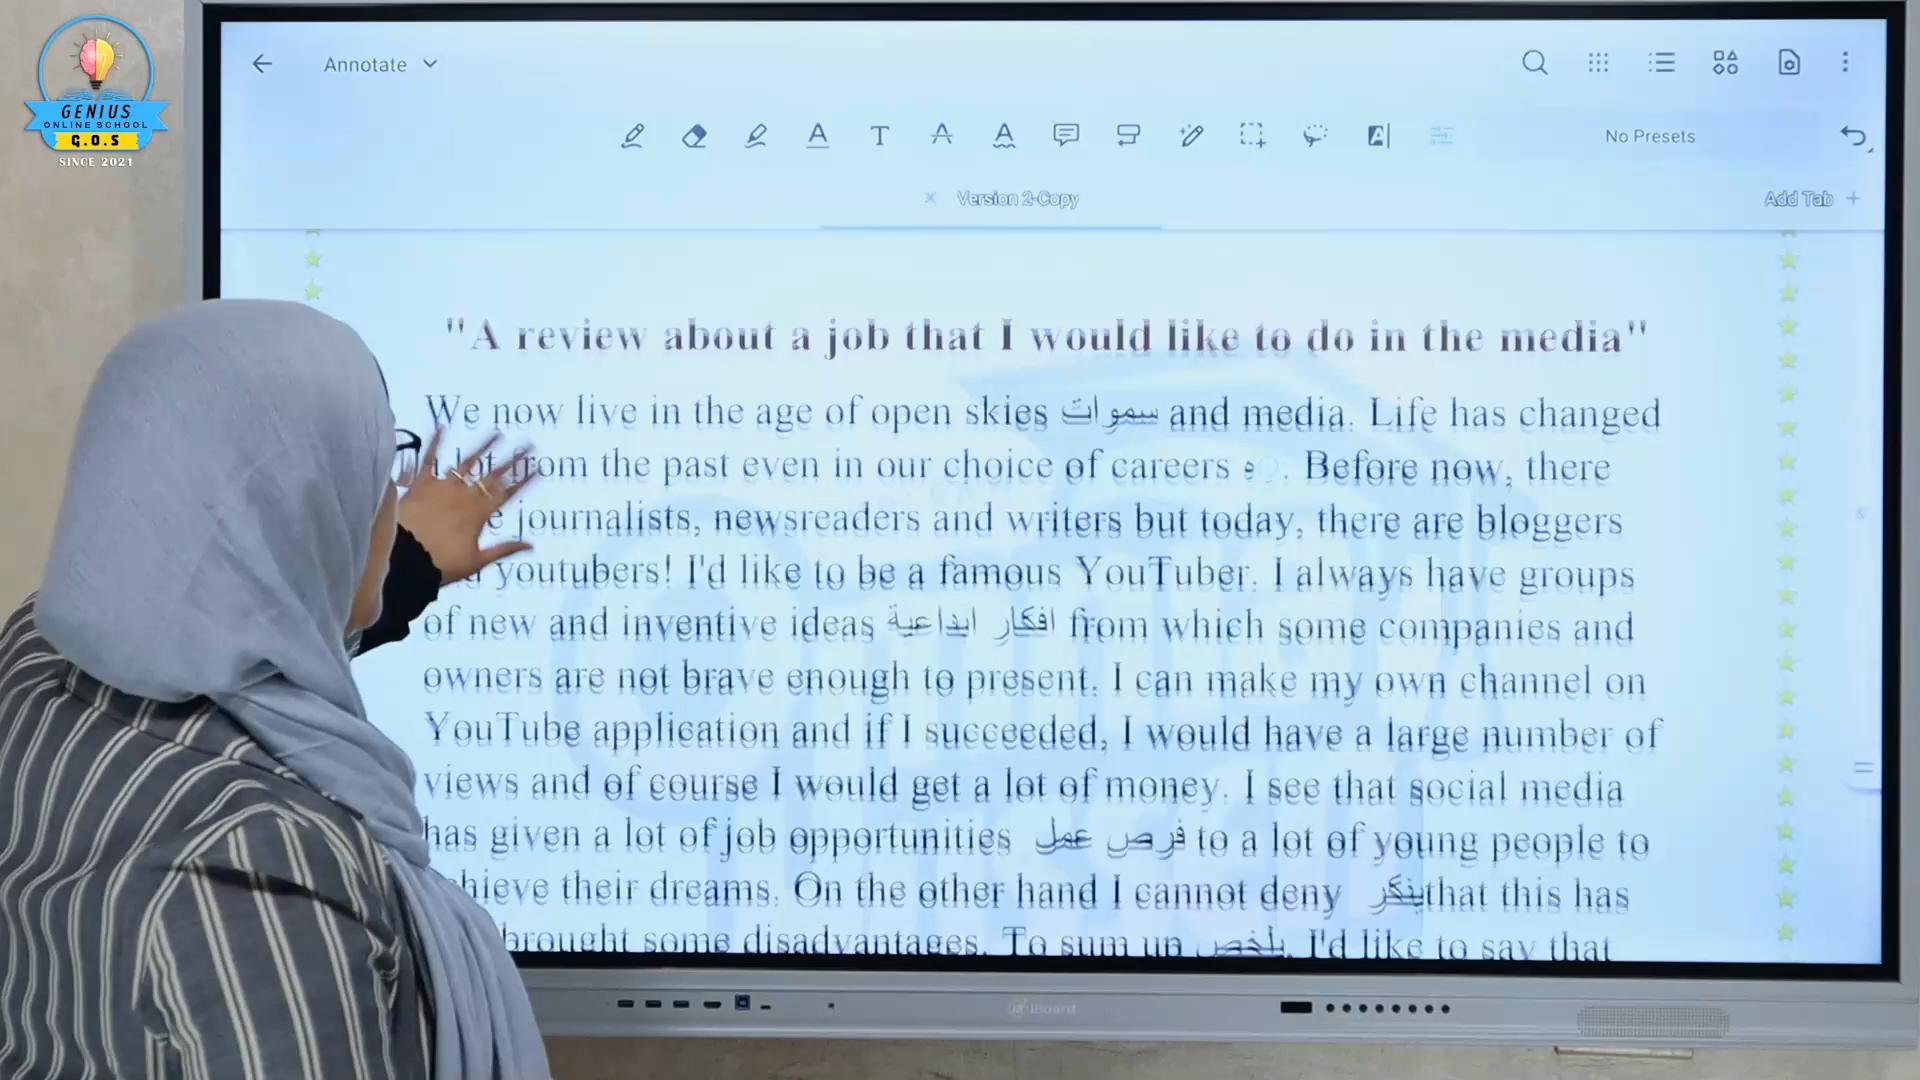 GENIUS
ONLINE SCHOOL
G.O.S
SINCE 2021
Annotate
No Presets
Version 2-Copy
Add Tab
"A review about a job that I would like to do in the media"
We now live in the age of open skies سموات and media. Life has changed
lot from the past even in our choice of careers . Before now, there
journalists, newsreaders and writers but today, there are bloggers
youtubers! I'd like to be a famous YouTuber. I always have groups
of new and inventive ideas افكار ابداعية from which some companies and
owners are not brave enough to present. I can make my own channel on
YouTube application and if I succeeded, I would have a large number of
views and of course I would get a lot of money. I see that social media
has given a lot of job opportunities فرص عمل to a lot of young people to
their dreams. On the other hand I cannot deny ينكر that this has
brought some disadvantages. To sum up يلخص, I'd like to say that
iBoard